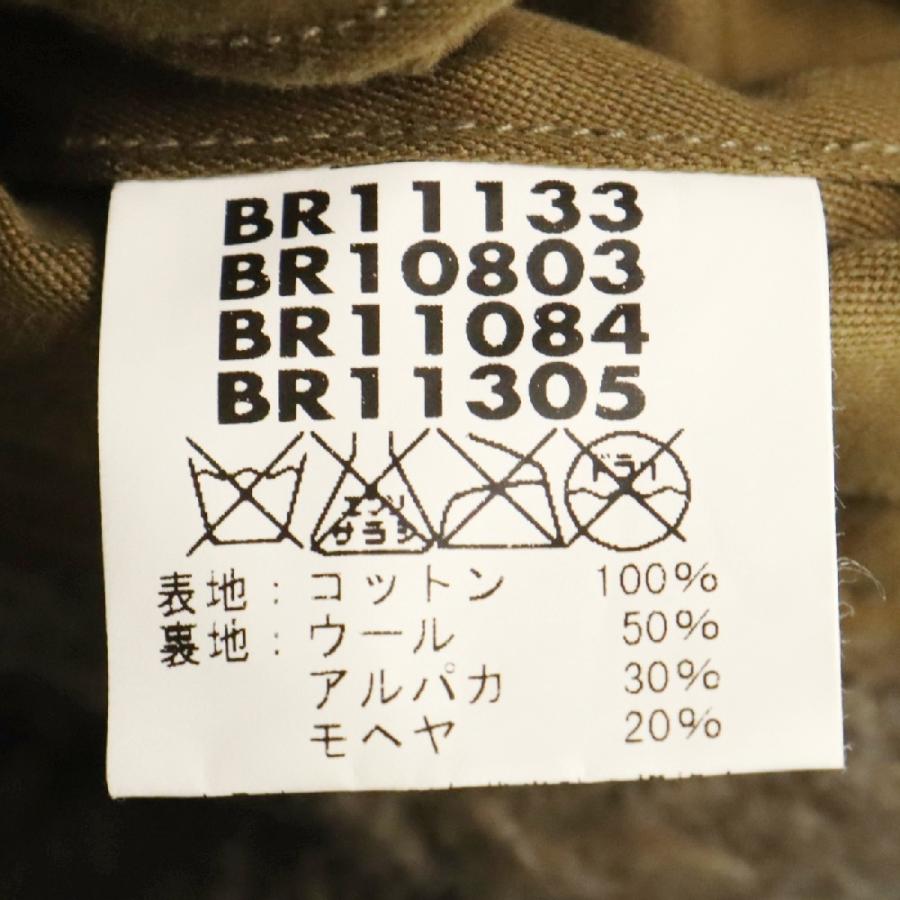 BR11133
BR10803
BR11084
BR11305
エンソ
サラシ
ドライ
表地：コットン 100%
裏地：ウール 50%
アルパカ 30%
モヘヤ 20%